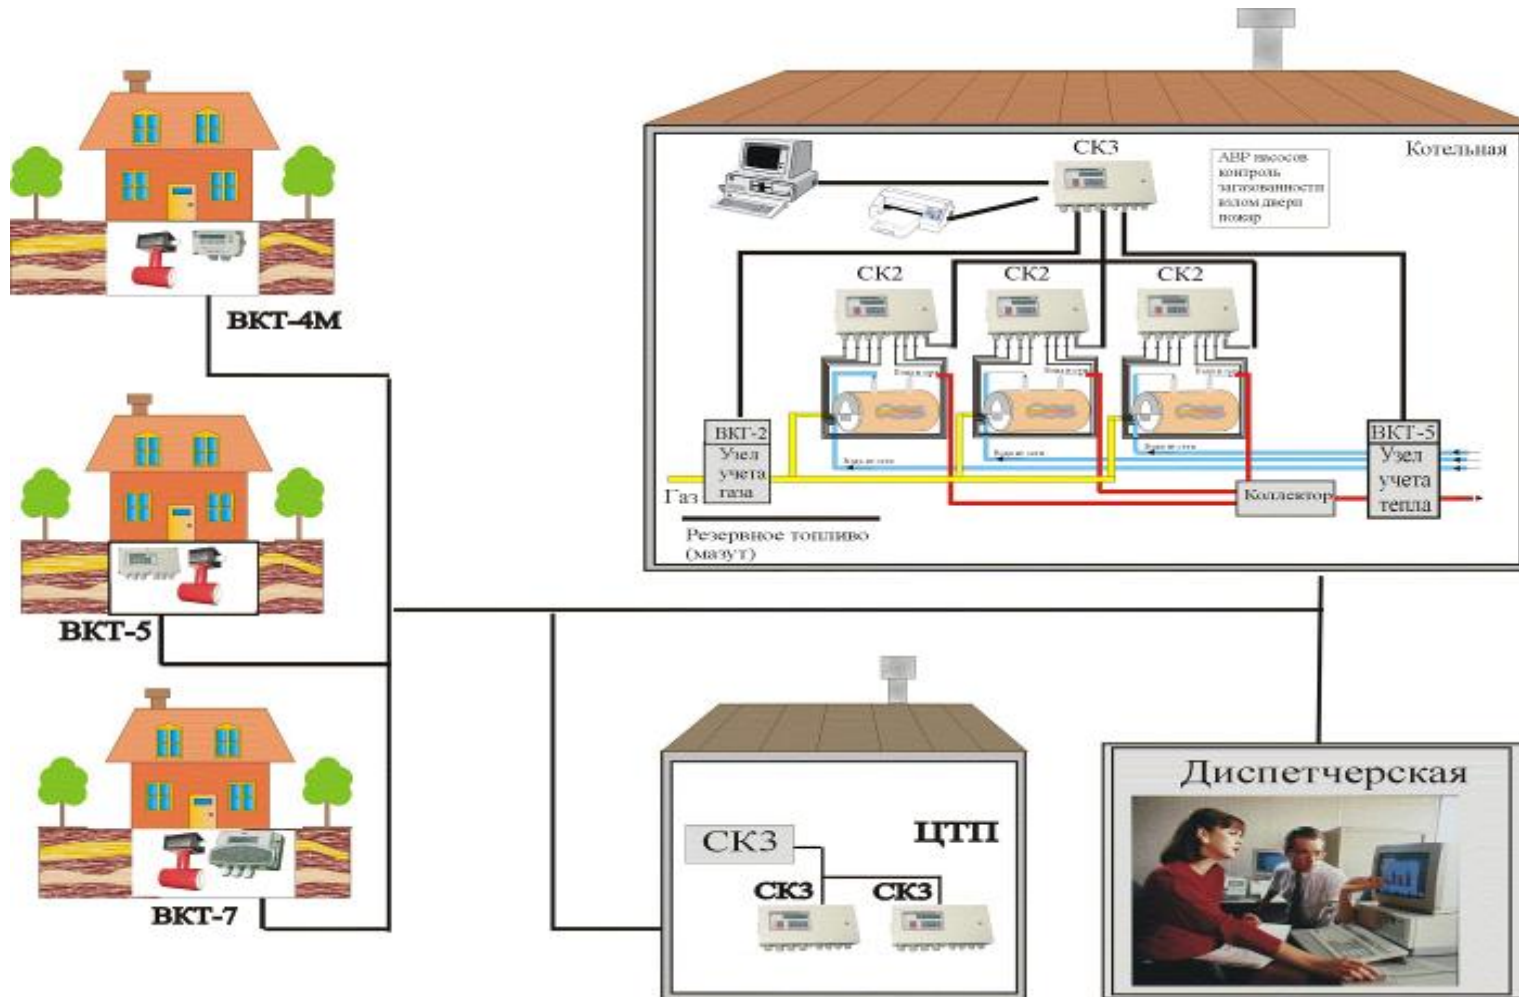 Котельная
СК3
АВР насосов
контроль
загазованности
взлом двери
пожар
СК2
СК2
СК2
ВКГ-2
Узел
учета
газа
Газ
Резервное топливо
(мазут)
ВКТ-5
Узел
учета
тепла
Коллектор
ВКТ-4М
ВКТ-5
ВКТ-7
ЦТП
СК3
СК3
СК3
Диспетчерская